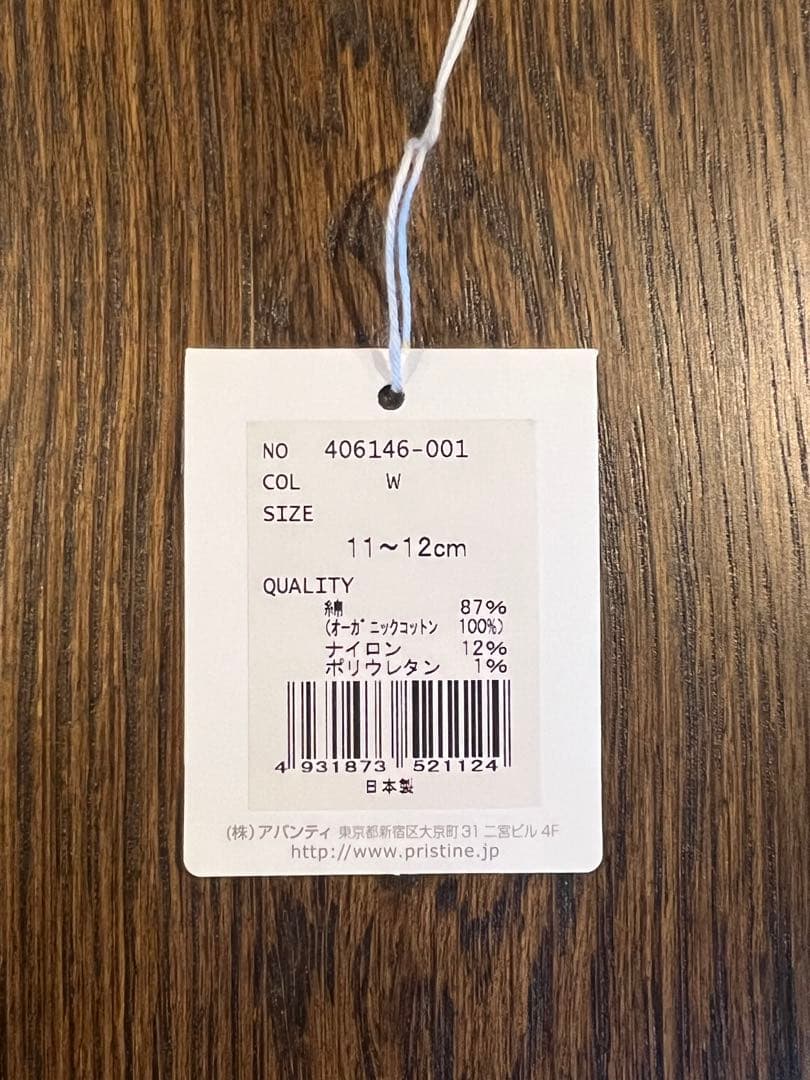 NO 406146-001
COL W
SIZE
11～12cm
QUALITY
綿 87%
(ｵｰｶﾞﾆｯｸｺｯﾄﾝ 100%)
ナイロン 12%
ポリウレタン 1%
4 931873 521124
日本製
(株)アバンティ 東京都新宿区大京町31 二宮ビル 4F
http://www.pristine.jp